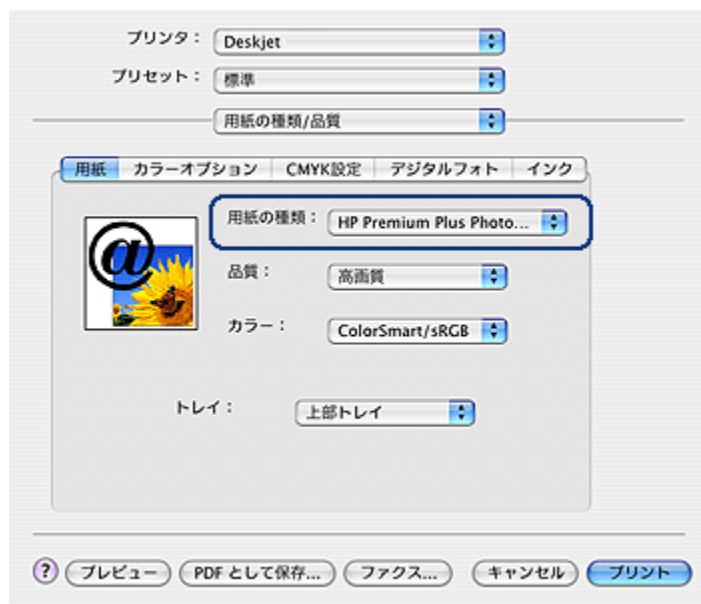 プリンタ： Deskjet
プリセット： 標準
用紙の種類/品質
用紙 カラーオプション CMYK設定 デジタルフォト インク
用紙の種類： HP Premium Plus Photo...
@
品質： 高画質
カラー： ColorSmart/sRGB
トレイ： 上部トレイ
? プレビュー PDF として保存... ファクス... キャンセル プリント